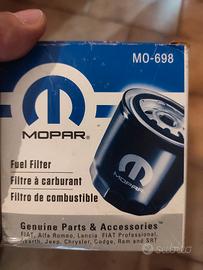 MO-698
MOPAR
MOPAR
Fuel Filter
Filtre à carburant
Filtro de combustible
Genuine Parts & Accessories
FIAT, Alfa Romeo, Lancia FIAT Professional,
Abarth, Jeep, Chrysler, Dodge, Ram and SRT
subito